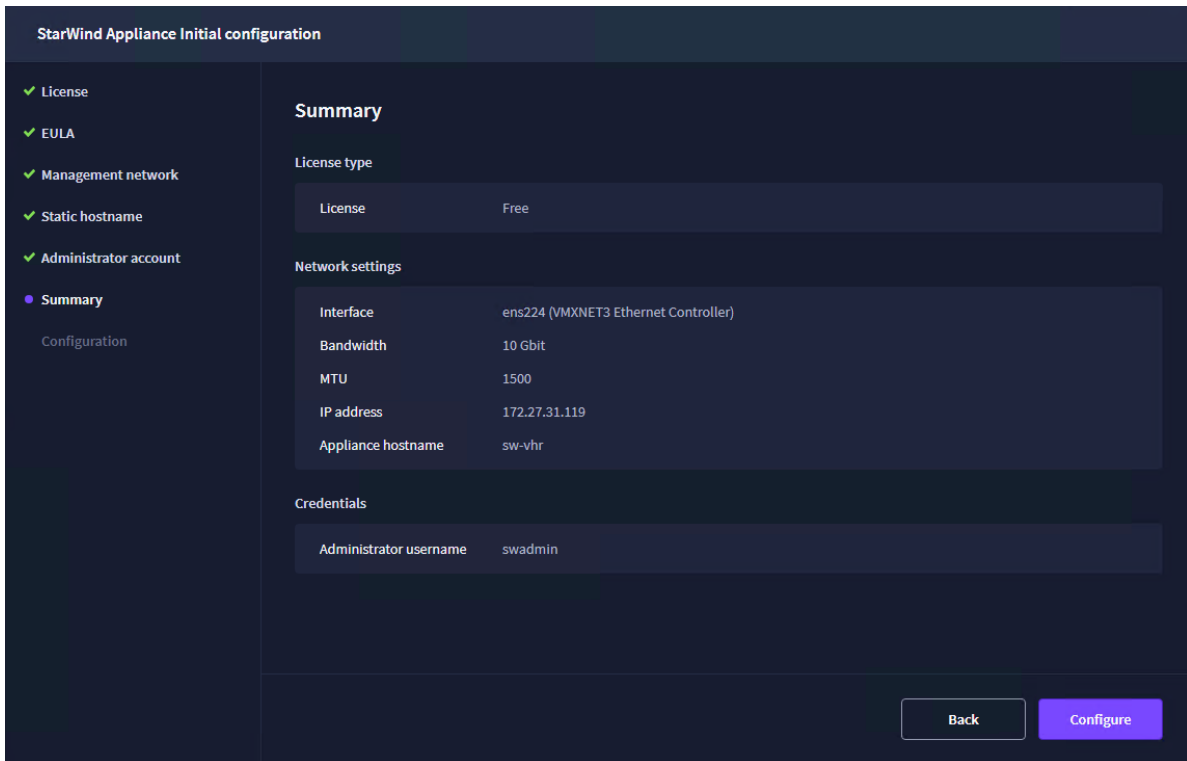 StarWind Appliance Initial configuration
License
EULA
Management network
Static hostname
Administrator account
Summary
Configuration
Summary
License type
License Free
Network settings
Interface ens224 (VMXNET3 Ethernet Controller)
Bandwidth 10 Gbit
MTU 1500
IP address 172.27.31.119
Appliance hostname sw-vhr
Credentials
Administrator username swadmin
Back Configure